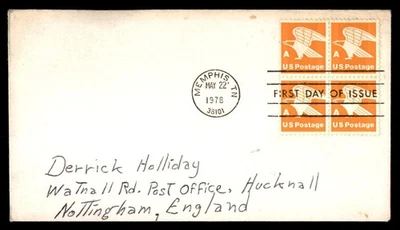 A
A
US Postage
US Postage
MEMPHIS, TN
MAY 22
1978
38101
FIRST DAY OF ISSUE
A
A
US Postage
US Postage
Derrick Holliday
Watnall Rd. Post Office, Hucknall
Nottingham, England